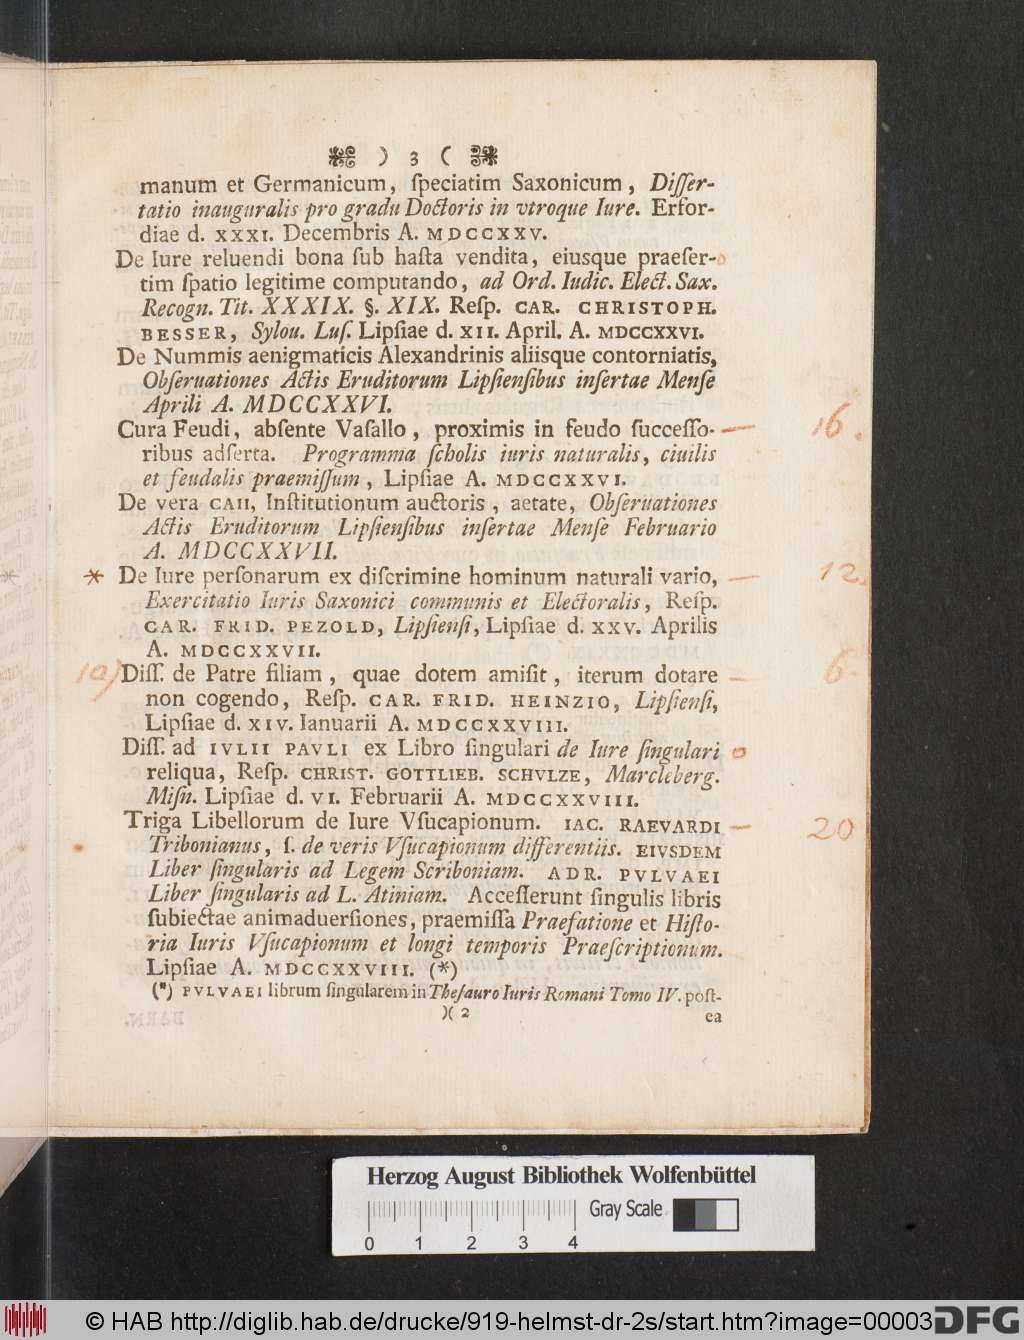 ) 3 (
manum et Germanicum, ſpeciatim Saxonicum, Diſſer-
tatio inauguralis pro gradu Doctoris in vtroque Iure. Erfor-
diae d. XXXI. Decembris A. MDCCXXV.
De Iure reluendi bona ſub haſta vendita, eiusque praeſer-
tim ſpatio legitime computando, ad Ord. Iudic. Elect. Sax.
Recogn. Tit. XXXIX. §. XIX. Reſp. CAR. CHRISTOPH.
BESSER, Sylou. Luſ. Lipſiae d. XII. April. A. MDCCXXVI.
De Nummis aenigmaticis Alexandrinis aliisque contorniatis,
Obſeruationes Actis Eruditorum Lipſienſibus inſertae Menſe
Aprili A. MDCCXXVI.
Cura Feudi, abſente Vaſallo, proximis in feudo ſucceſſo- 16.
ribus adſerta. Programma ſcholis iuris naturalis, ciuilis
et feudalis praemiſſum, Lipſiae A. MDCCXXVI.
De vera CAII, Inſtitutionum auctoris, aetate, Obſeruationes
Actis Eruditorum Lipſienſibus inſertae Menſe Februario
A. MDCCXXVII.
* De Iure perſonarum ex diſcrimine hominum naturali vario, 12.
Exercitatio Iuris Saxonici communis et Electoralis, Reſp.
CAR. FRID. PEZOLD, Lipſienſi, Lipſiae d. XXV. Aprilis
A. MDCCXXVII.
10) Diſſ. de Patre filiam, quae dotem amiſit, iterum dotare 6.
non cogendo, Reſp. CAR. FRID. HEINZIO, Lipſienſi,
Lipſiae d. XIV. Ianuarii A. MDCCXXVIII.
Diſſ. ad IVLII PAVLI ex Libro ſingulari de Iure ſingulari
reliqua, Reſp. CHRIST. GOTTLIEB. SCHVLZE, Marckberg.
Miſn. Lipſiae d. VI. Februarii A. MDCCXXVIII.
Triga Libellorum de Iure Vſucapionum. IAC. RAEVARDI 20
Tribonianus, ſ. de veris Vſucapionum differentiis. EIVSDEM
Liber ſingularis ad Legem Scriboniam. ADR. PVLVAEI
Liber ſingularis ad L. Atiniam. Acceſſerunt ſingulis libris
ſubiectae animaduerſiones, praemiſſa Praefatione et Hiſto-
ria Iuris Vſucapionum et longi temporis Praeſcriptionum.
Lipſiae A. MDCCXXVIII. (*)
(*) PVLVAEI librum ſingularem in Theſauro Iuris Romani Tomo IV. poſt-
)( 2 ea
Herzog August Bibliothek Wolfenbüttel
Gray Scale
0 1 2 3 4
© HAB http://diglib.hab.de/drucke/919-helmst-dr-2s/start.htm?image=00003 DFG